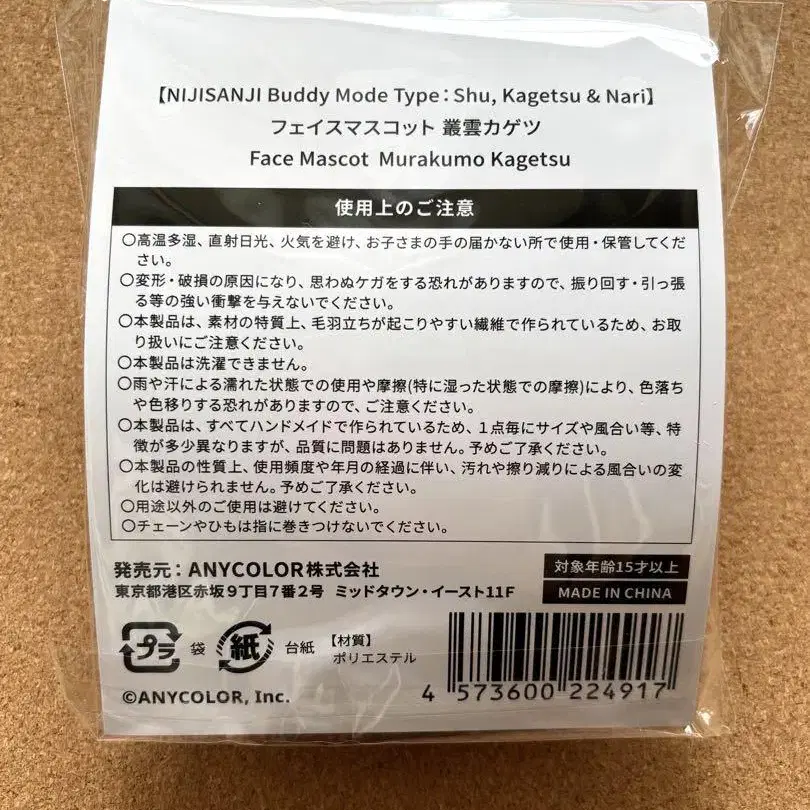 【NIJISANJI Buddy Mode Type：Shu, Kagetsu & Nari】
フェイスマスコット 叢雲カゲツ
Face Mascot Murakumo Kagetsu
使用上のご注意
〇高温多湿、直射日光、火気を避け、お子さまの手の届かない所で使用・保管してくだ
さい。
〇変形・破損の原因になり、思わぬケガをする恐れがありますので、振り回す・引っ張
る等の強い衝撃を与えないでください。
〇本製品は、素材の特質上、毛羽立ちが起こりやすい繊維で作られているため、お取
り扱いにご注意ください。
〇本製品は洗濯できません。
〇雨や汗による濡れた状態での使用や摩擦(特に湿った状態での摩擦)により、色落ち
や色移りする恐れがありますので、ご注意ください。
〇本製品は、すべてハンドメイドで作られているため、１点毎にサイズや風合い等、特
徴が多少異なりますが、品質に問題はありません。予めご了承ください。
〇本製品の性質上、使用頻度や年月の経過に伴い、汚れや擦り減りによる風合いの変
化は避けられません。予めご了承ください。
〇用途以外のご使用は避けてください。
〇チェーンやひもは指に巻きつけないでください。
発売元：ANYCOLOR株式会社
東京都港区赤坂９丁目７番２号 ミッドタウン・イースト11F
対象年齢15才以上
MADE IN CHINA
プラ 袋 紙 台紙
【材質】
ポリエステル
©ANYCOLOR, Inc.
4 573600 224917